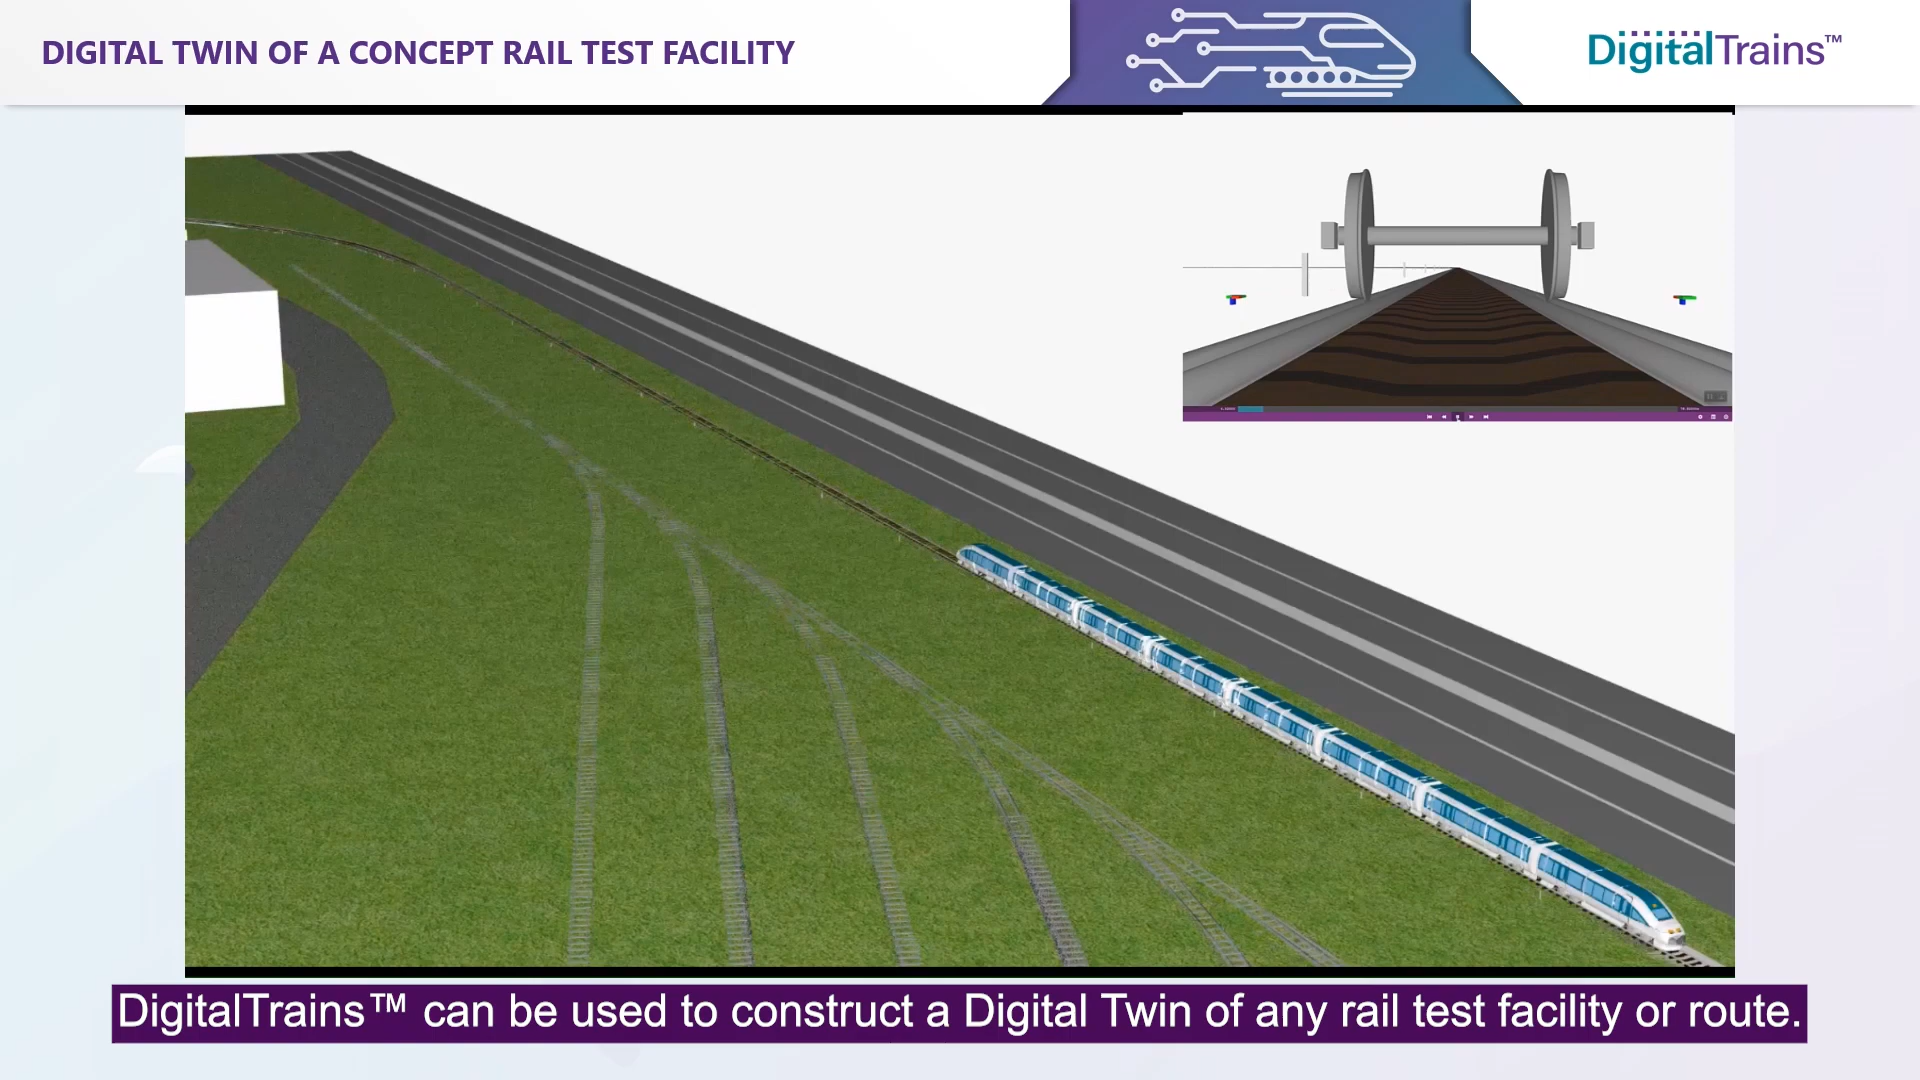 DIGITAL TWIN OF A CONCEPT RAIL TEST FACILITY
DigitalTrains™
DigitalTrains™ can be used to construct a Digital Twin of any rail test facility or route.